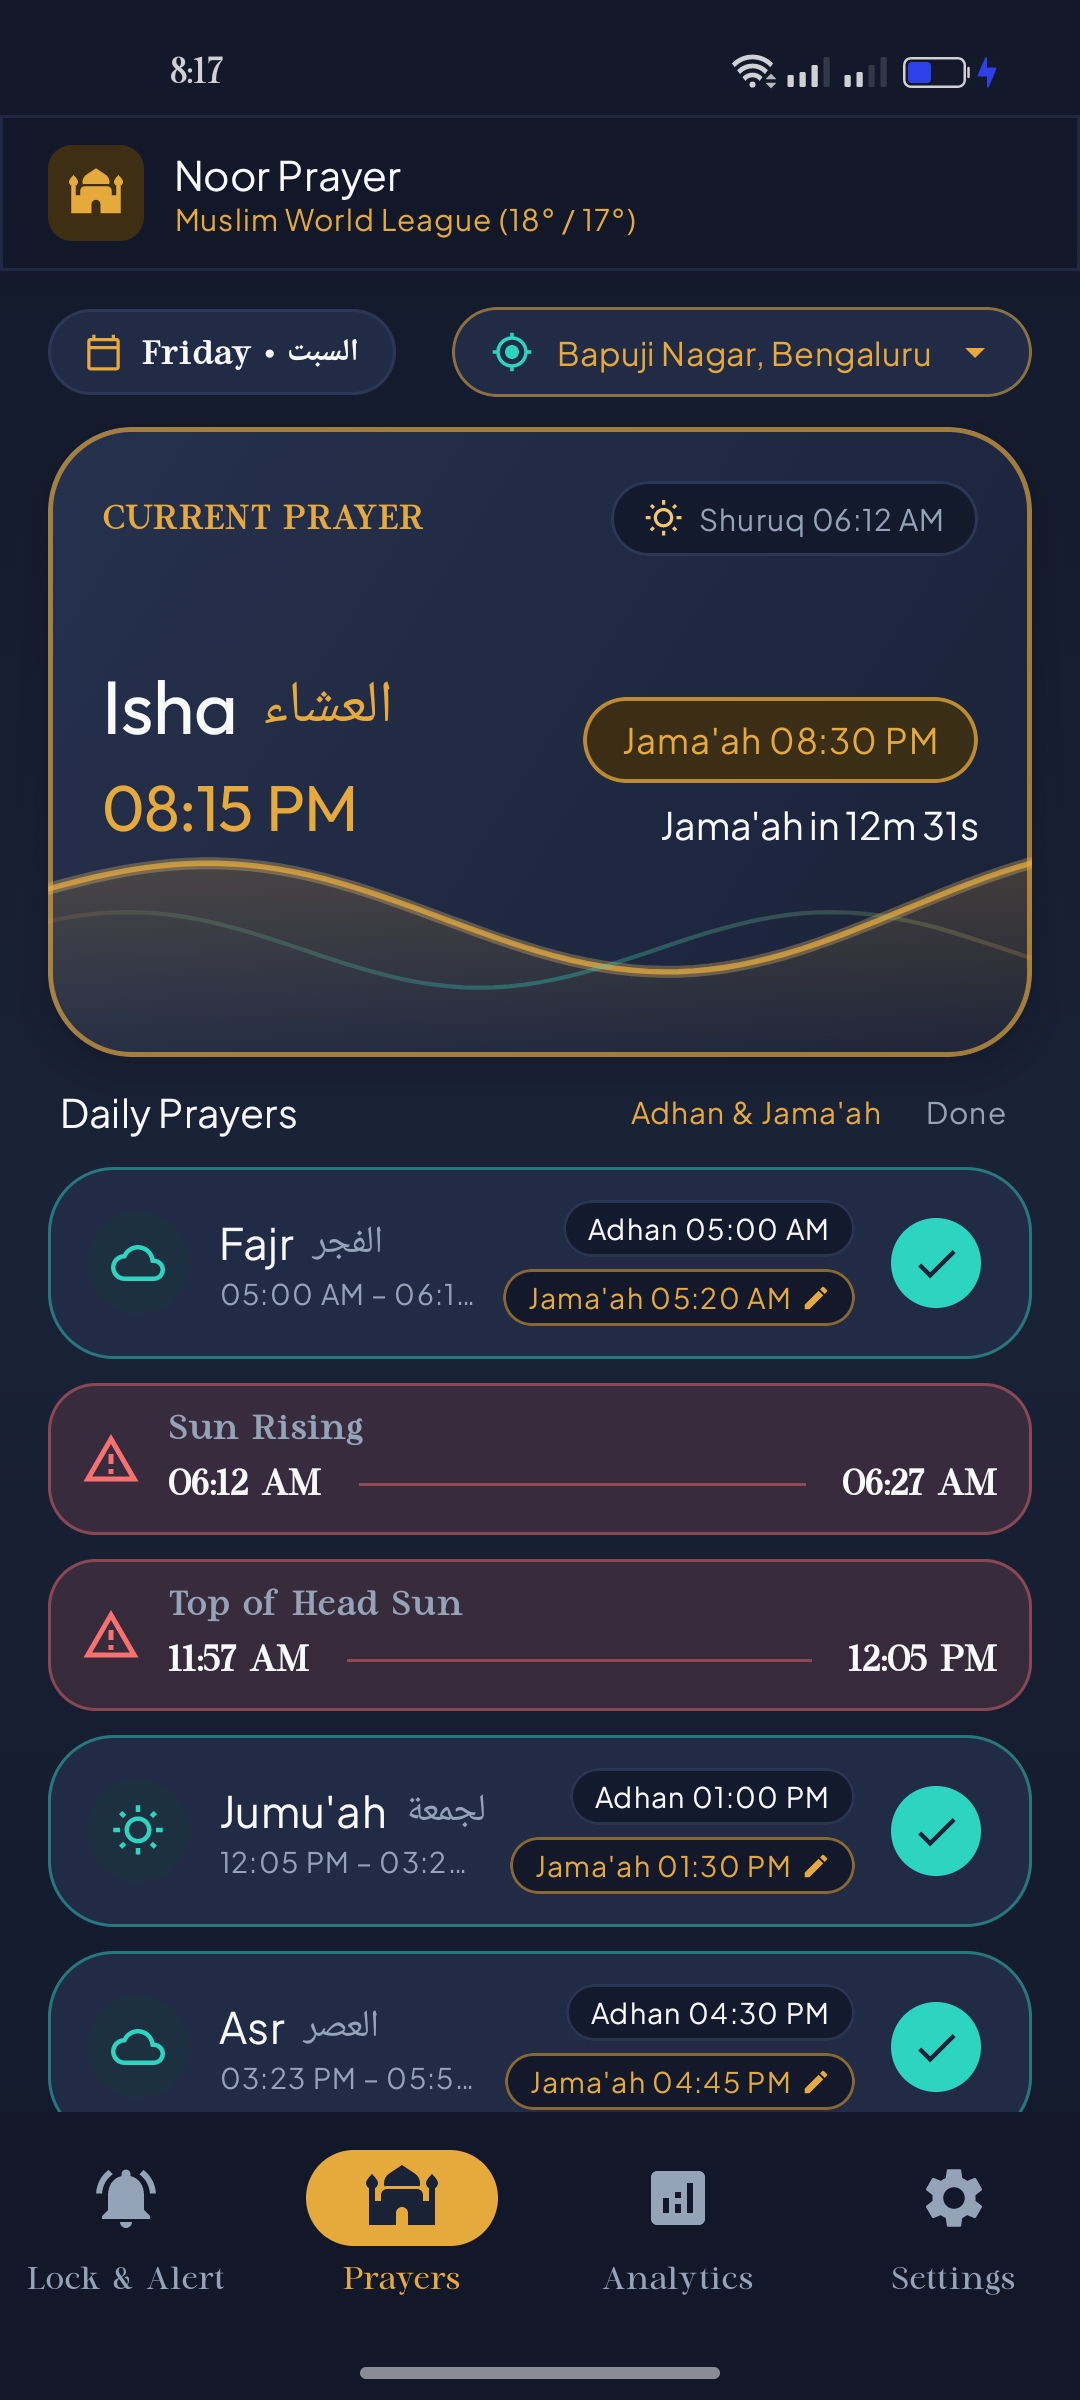 8:17
Noor Prayer
Muslim World League (18° / 17°)
Friday • السبت
Bapuji Nagar, Bengaluru
CURRENT PRAYER
Shuruq 06:12 AM
Isha العشاء
08:15 PM
Jama'ah 08:30 PM
Jama'ah in 12m 31s
Daily Prayers
Adhan & Jama'ah
Done
Fajr الفجر
05:00 AM – 06:1...
Adhan 05:00 AM
Jama'ah 05:20 AM
Sun Rising
06:12 AM
06:27 AM
Top of Head Sun
11:57 AM
12:05 PM
Jumu'ah لجمعة
12:05 PM – 03:2...
Adhan 01:00 PM
Jama'ah 01:30 PM
Asr العصر
03:23 PM – 05:5...
Adhan 04:30 PM
Jama'ah 04:45 PM
Lock & Alert
Prayers
Analytics
Settings